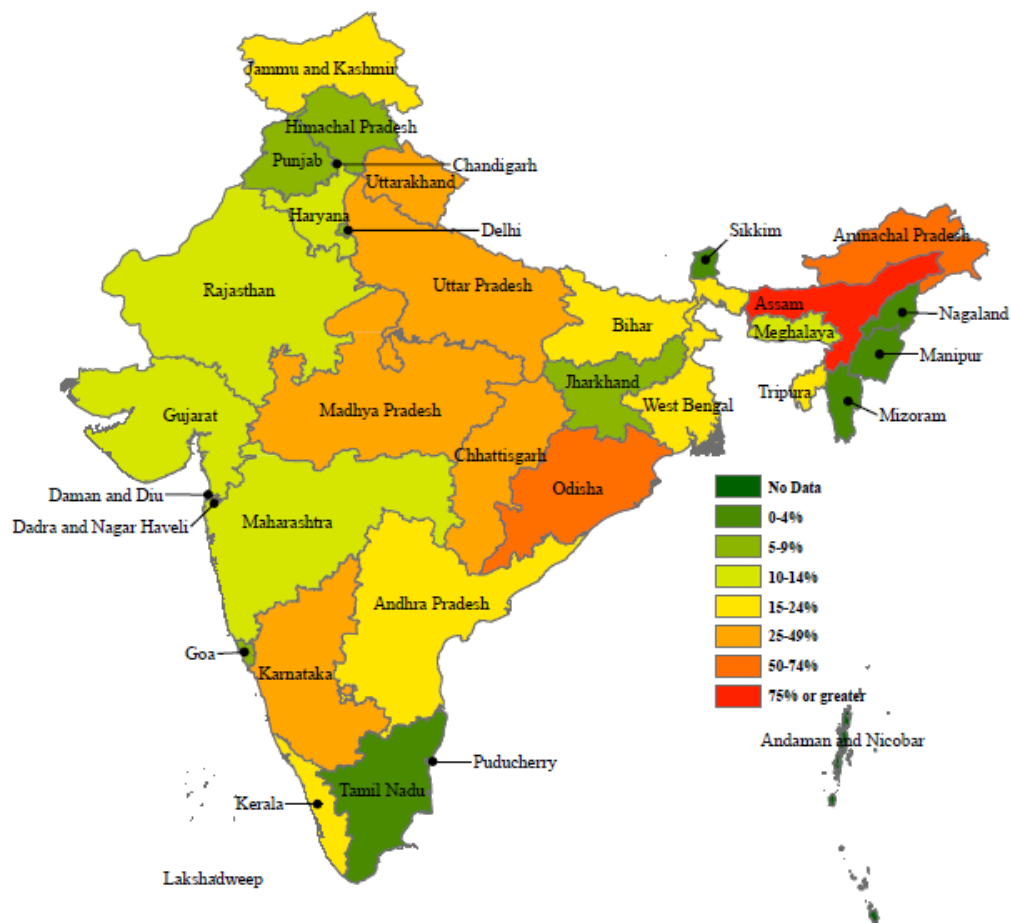 Jammu and Kashmir
Himachal Pradesh
Punjab
Chandigarh
Uttarakhand
Haryana
Delhi
Sikkim
Arunachal Pradesh
Rajasthan
Uttar Pradesh
Assam
Nagaland
Bihar
Meghalaya
Manipur
Jharkhand
Tripura
Gujarat
Madhya Pradesh
West Bengal
Mizoram
Chhattisgarh
Odisha
Daman and Diu
Dadra and Nagar Haveli
Maharashtra
No Data
0-4%
5-9%
10-14%
15-24%
25-49%
50-74%
75% or greater
Andhra Pradesh
Goa
Karnataka
Andaman and Nicobar
Puducherry
Tamil Nadu
Kerala
Lakshadweep